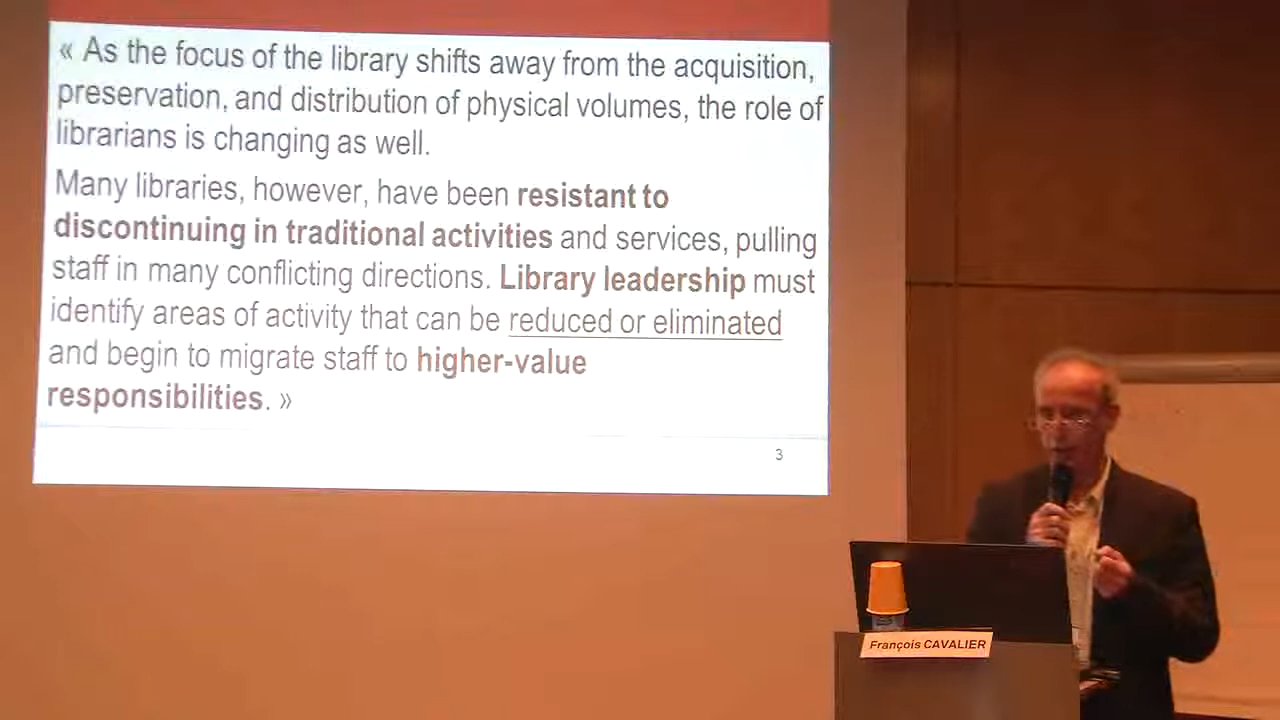 « As the focus of the library shifts away from the acquisition,
preservation, and distribution of physical volumes, the role of
librarians is changing as well.
Many libraries, however, have been resistant to
discontinuing in traditional activities and services, pulling
staff in many conflicting directions. Library leadership must
identify areas of activity that can be reduced or eliminated
and begin to migrate staff to higher-value
responsibilities. »
3
François CAVALIER